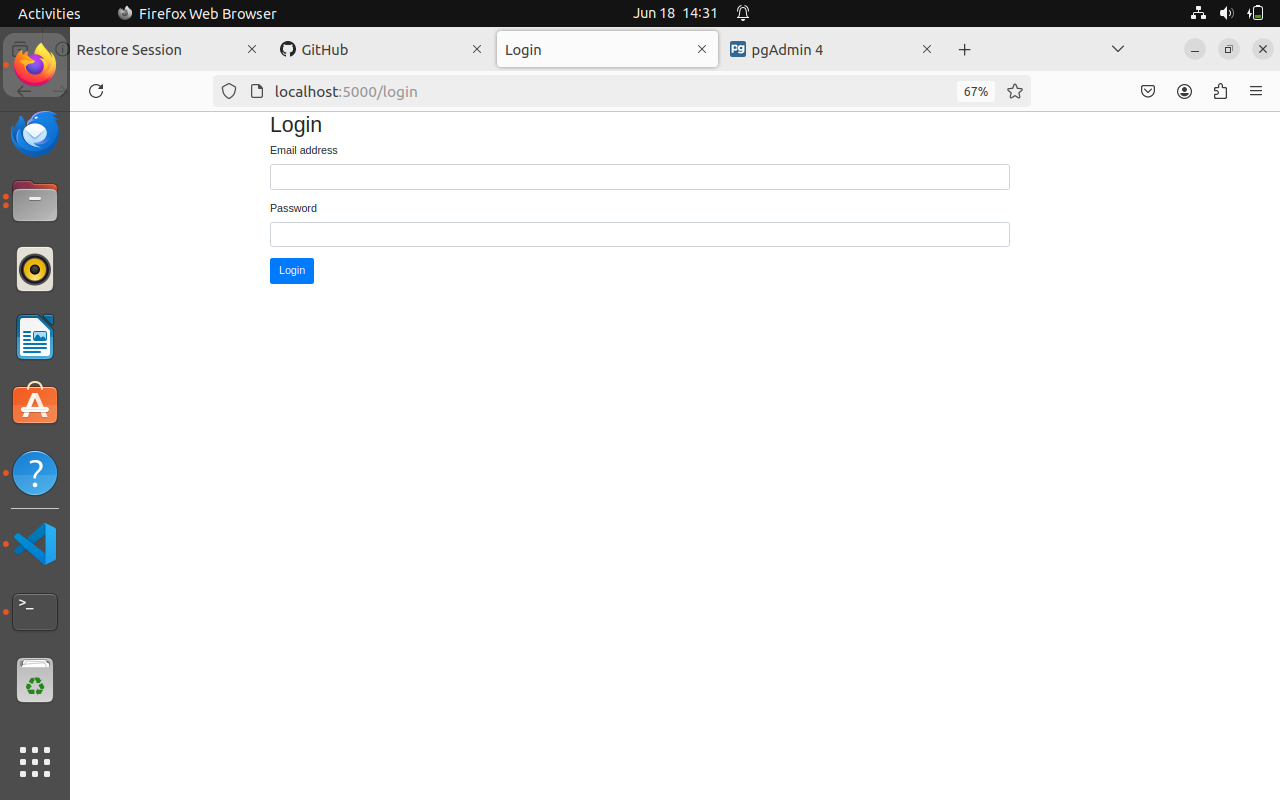 Activities
Firefox Web Browser
Jun 18 14:31
Restore Session
GitHub
Login
pgAdmin 4
localhost:5000/login
67%
Login
Email address
Password
Login